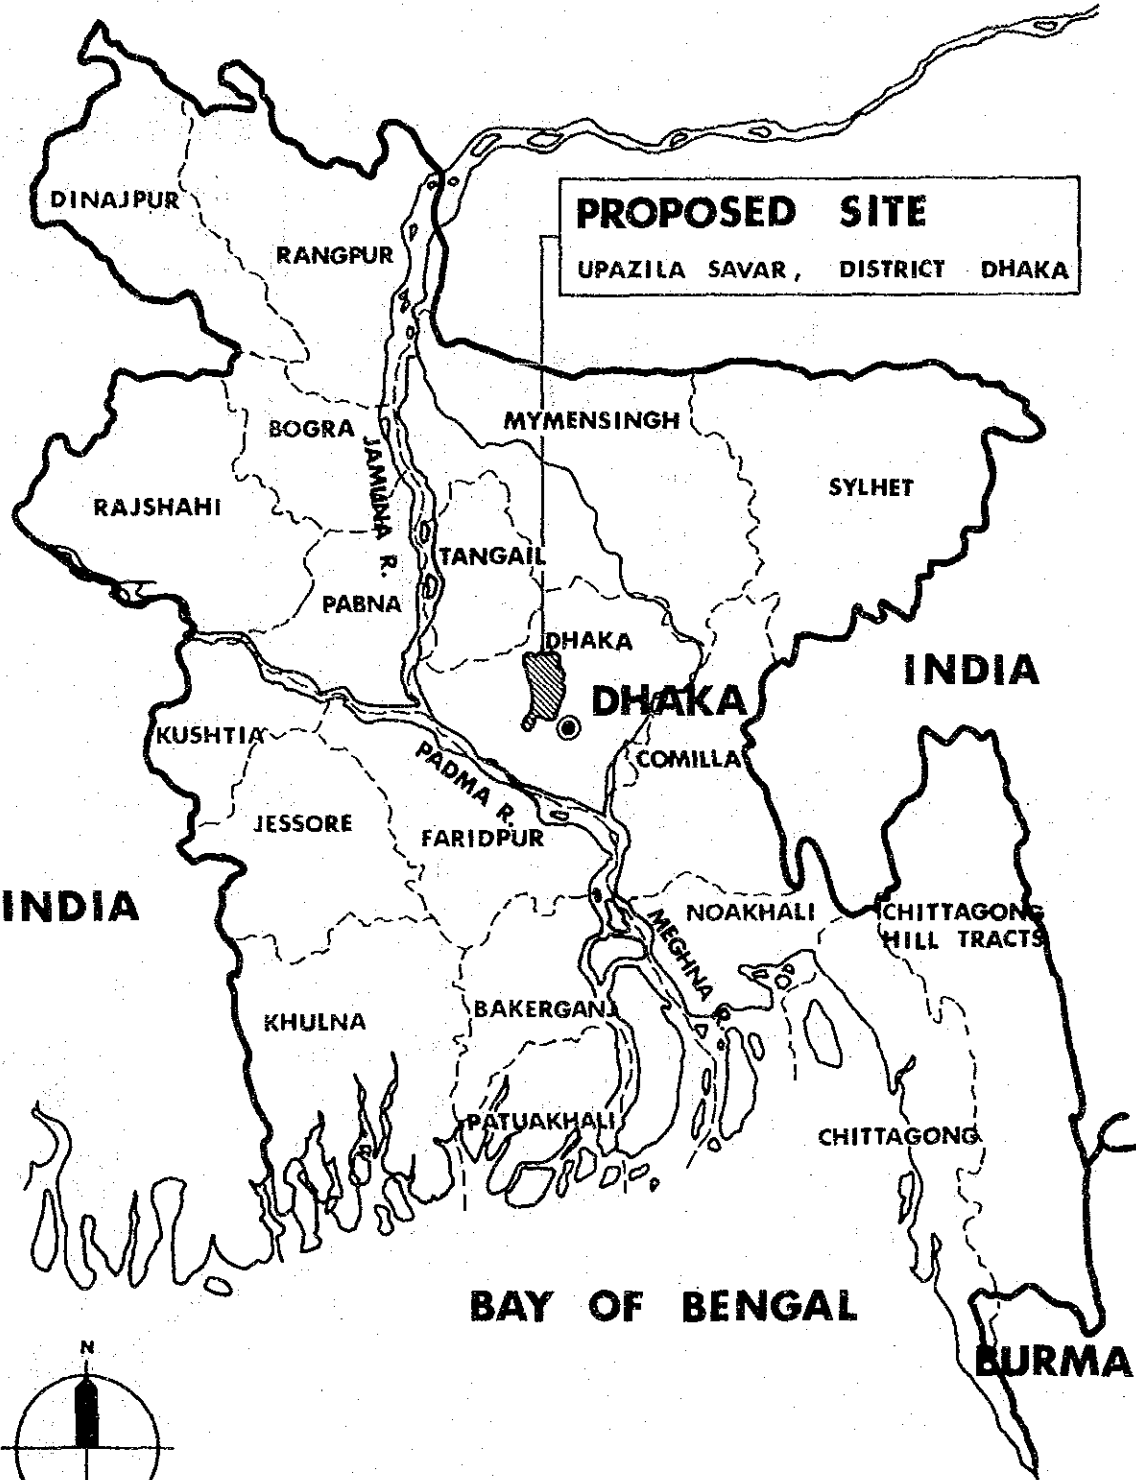 DINAJPUR
PROPOSED SITE
UPAZILA SAVAR, DISTRICT DHAKA
RANGPUR
BOGRA
MYMENSINGH
JAMUNA R.
SYLHET
RAJSHAHI
TANGAIL
PABNA
DHAKA
INDIA
DHAKA
KUSHTIA
COMILLA
PADMA R.
JESSORE
FARIDPUR
INDIA
NOAKHALI
CHITTAGONG
HILL TRACTS
MEGHNA R.
BAKERGANJ
KHULNA
PATUAKHALI
CHITTAGONG
BAY OF BENGAL
N
BURMA